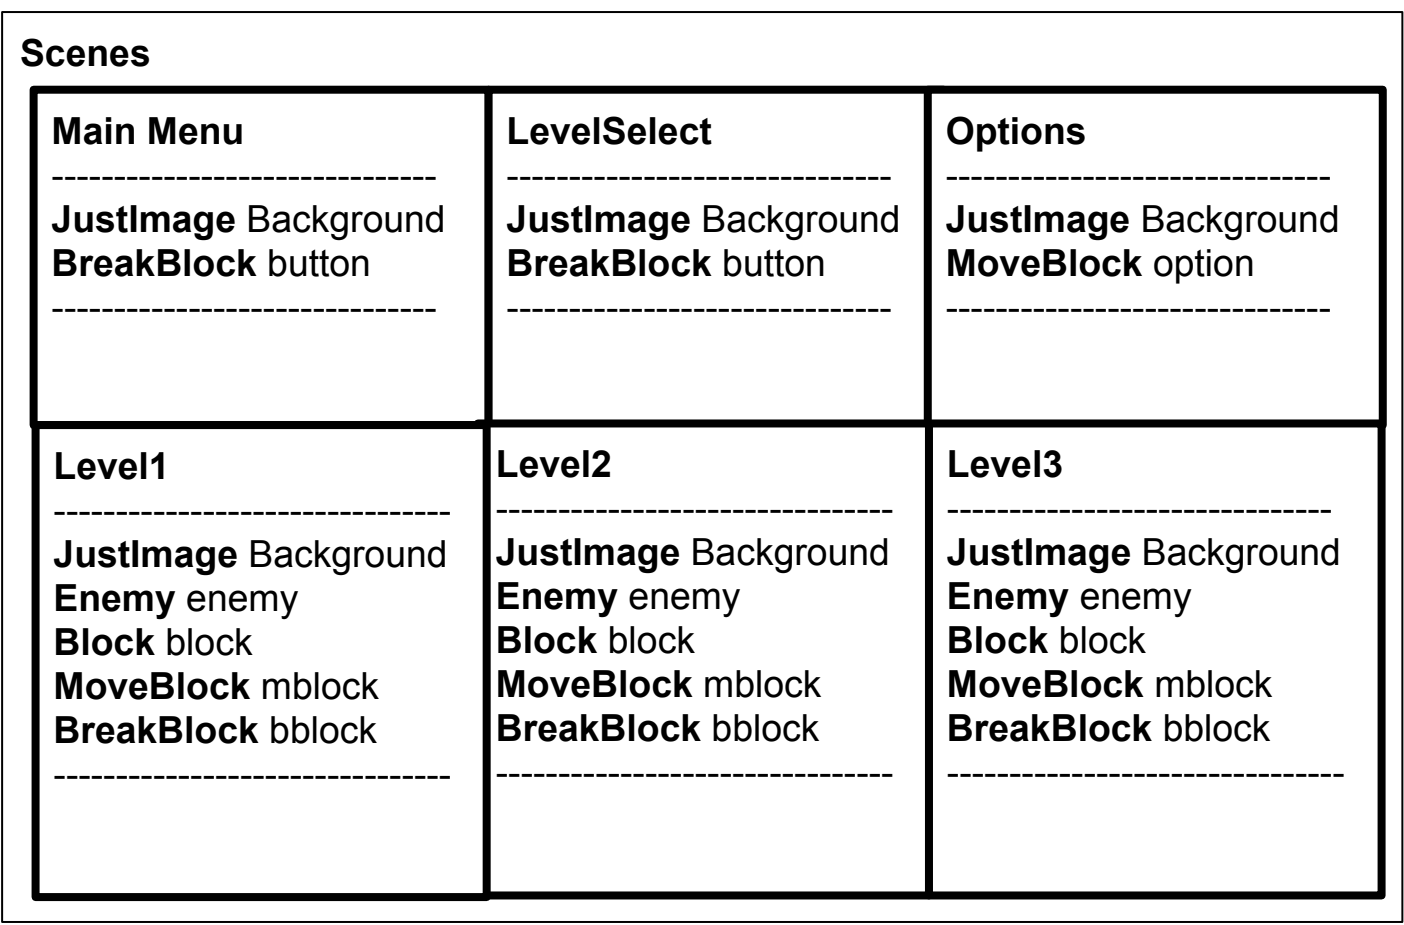 Scenes
Main Menu
-------------------------------
JustImage Background
BreakBlock button
-------------------------------
LevelSelect
-------------------------------
JustImage Background
BreakBlock button
-------------------------------
Options
-------------------------------
JustImage Background
MoveBlock option
-------------------------------
Level1
--------------------------------
JustImage Background
Enemy enemy
Block block
MoveBlock mblock
BreakBlock bblock
--------------------------------
Level2
--------------------------------
JustImage Background
Enemy enemy
Block block
MoveBlock mblock
BreakBlock bblock
--------------------------------
Level3
-------------------------------
JustImage Background
Enemy enemy
Block block
MoveBlock mblock
BreakBlock bblock
--------------------------------